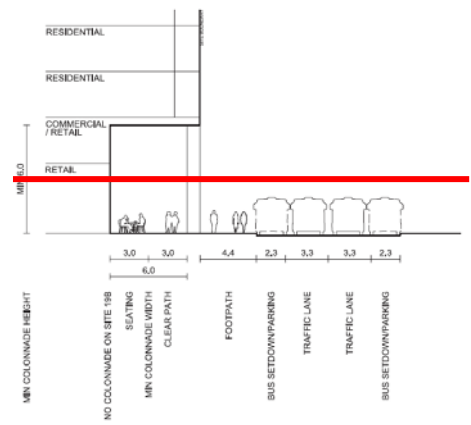 RESIDENTIAL
RESIDENTIAL
COMMERCIAL
/ RETAIL
RETAIL
MIN 6,0
3,0
3,0
4,4
2,3
3,3
3,3
2,3
6,0
MIN COLONNADE HEIGHT
NO COLONNADE ON SITE 19B
SEATING
MIN COLONNADE WIDTH
CLEAR PATH
FOOTPATH
BUS SETDOWN/PARKING
TRAFFIC LANE
TRAFFIC LANE
BUS SETDOWN/PARKING